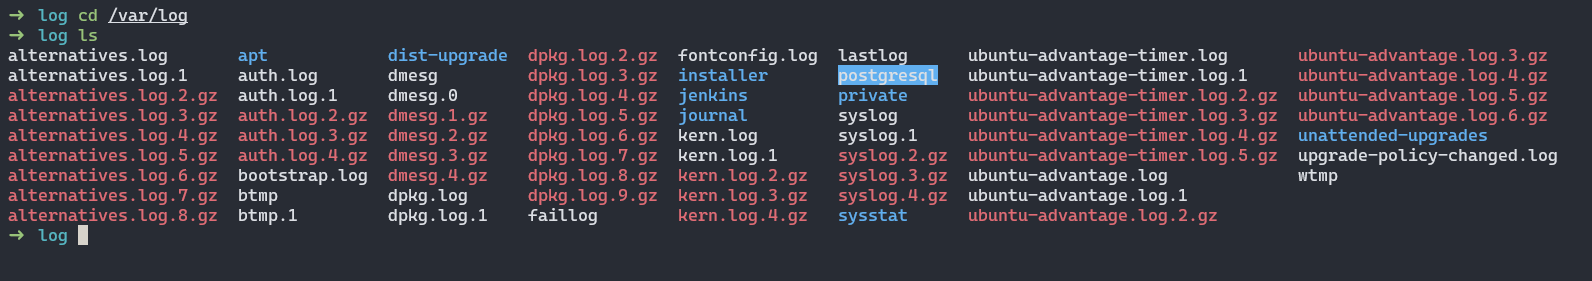 ➜ log cd /var/log
➜ log ls
alternatives.log apt dist-upgrade dpkg.log.2.gz fontconfig.log lastlog ubuntu-advantage-timer.log ubuntu-advantage.log.3.gz
alternatives.log.1 auth.log dmesg dpkg.log.3.gz installer postgresql ubuntu-advantage-timer.log.1 ubuntu-advantage.log.4.gz
alternatives.log.2.gz auth.log.1 dmesg.0 dpkg.log.4.gz jenkins private ubuntu-advantage-timer.log.2.gz ubuntu-advantage.log.5.gz
alternatives.log.3.gz auth.log.2.gz dmesg.1.gz dpkg.log.5.gz journal syslog ubuntu-advantage-timer.log.3.gz ubuntu-advantage.log.6.gz
alternatives.log.4.gz auth.log.3.gz dmesg.2.gz dpkg.log.6.gz kern.log syslog.1 ubuntu-advantage-timer.log.4.gz unattended-upgrades
alternatives.log.5.gz auth.log.4.gz dmesg.3.gz dpkg.log.7.gz kern.log.1 syslog.2.gz ubuntu-advantage-timer.log.5.gz upgrade-policy-changed.log
alternatives.log.6.gz bootstrap.log dmesg.4.gz dpkg.log.8.gz kern.log.2.gz syslog.3.gz ubuntu-advantage.log wtmp
alternatives.log.7.gz btmp dpkg.log dpkg.log.9.gz kern.log.3.gz syslog.4.gz ubuntu-advantage.log.1
alternatives.log.8.gz btmp.1 dpkg.log.1 faillog kern.log.4.gz sysstat ubuntu-advantage.log.2.gz
➜ log